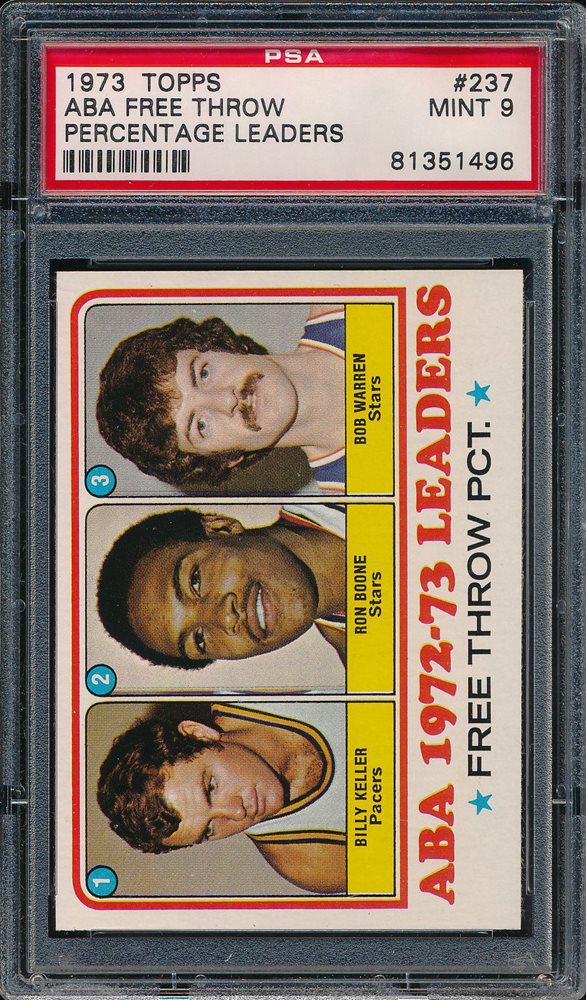 PSA
1973 TOPPS #237
ABA FREE THROW MINT 9
PERCENTAGE LEADERS
81351496
1
BILLY KELLER
Pacers
2
RON BOONE
Stars
3
BOB WARREN
Stars
ABA 1972-73 LEADERS
★ FREE THROW PCT. ★